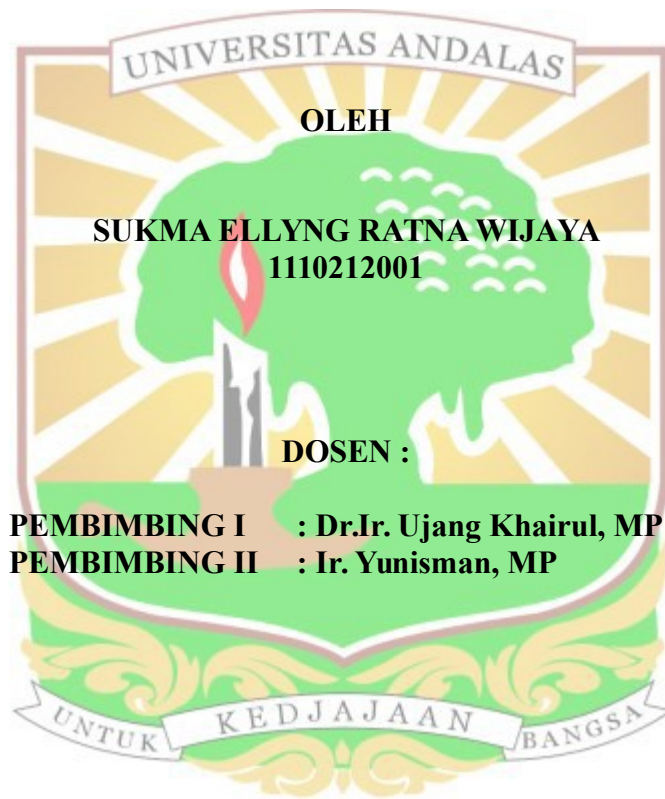 UNIVERSITAS ANDALAS
OLEH
SUKMA ELLYNG RATNA WIJAYA
1110212001
DOSEN :
PEMBIMBING I : Dr.Ir. Ujang Khairul, MP
PEMBIMBING II : Ir. Yunisman, MP
UNTUK KEDJAJAAN BANGSA